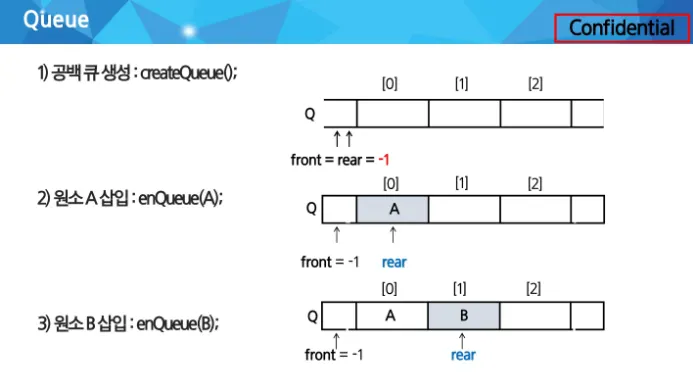 Queue
Confidential
1) 공백 큐 생성 : createQueue();
[0] [1] [2]
Q
↑ ↑
front = rear = -1
2) 원소 A 삽입 : enQueue(A);
[0] [1] [2]
Q A
↑ ↑
front = -1 rear
3) 원소 B 삽입 : enQueue(B);
[0] [1] [2]
Q A B
↑ ↑
front = -1 rear